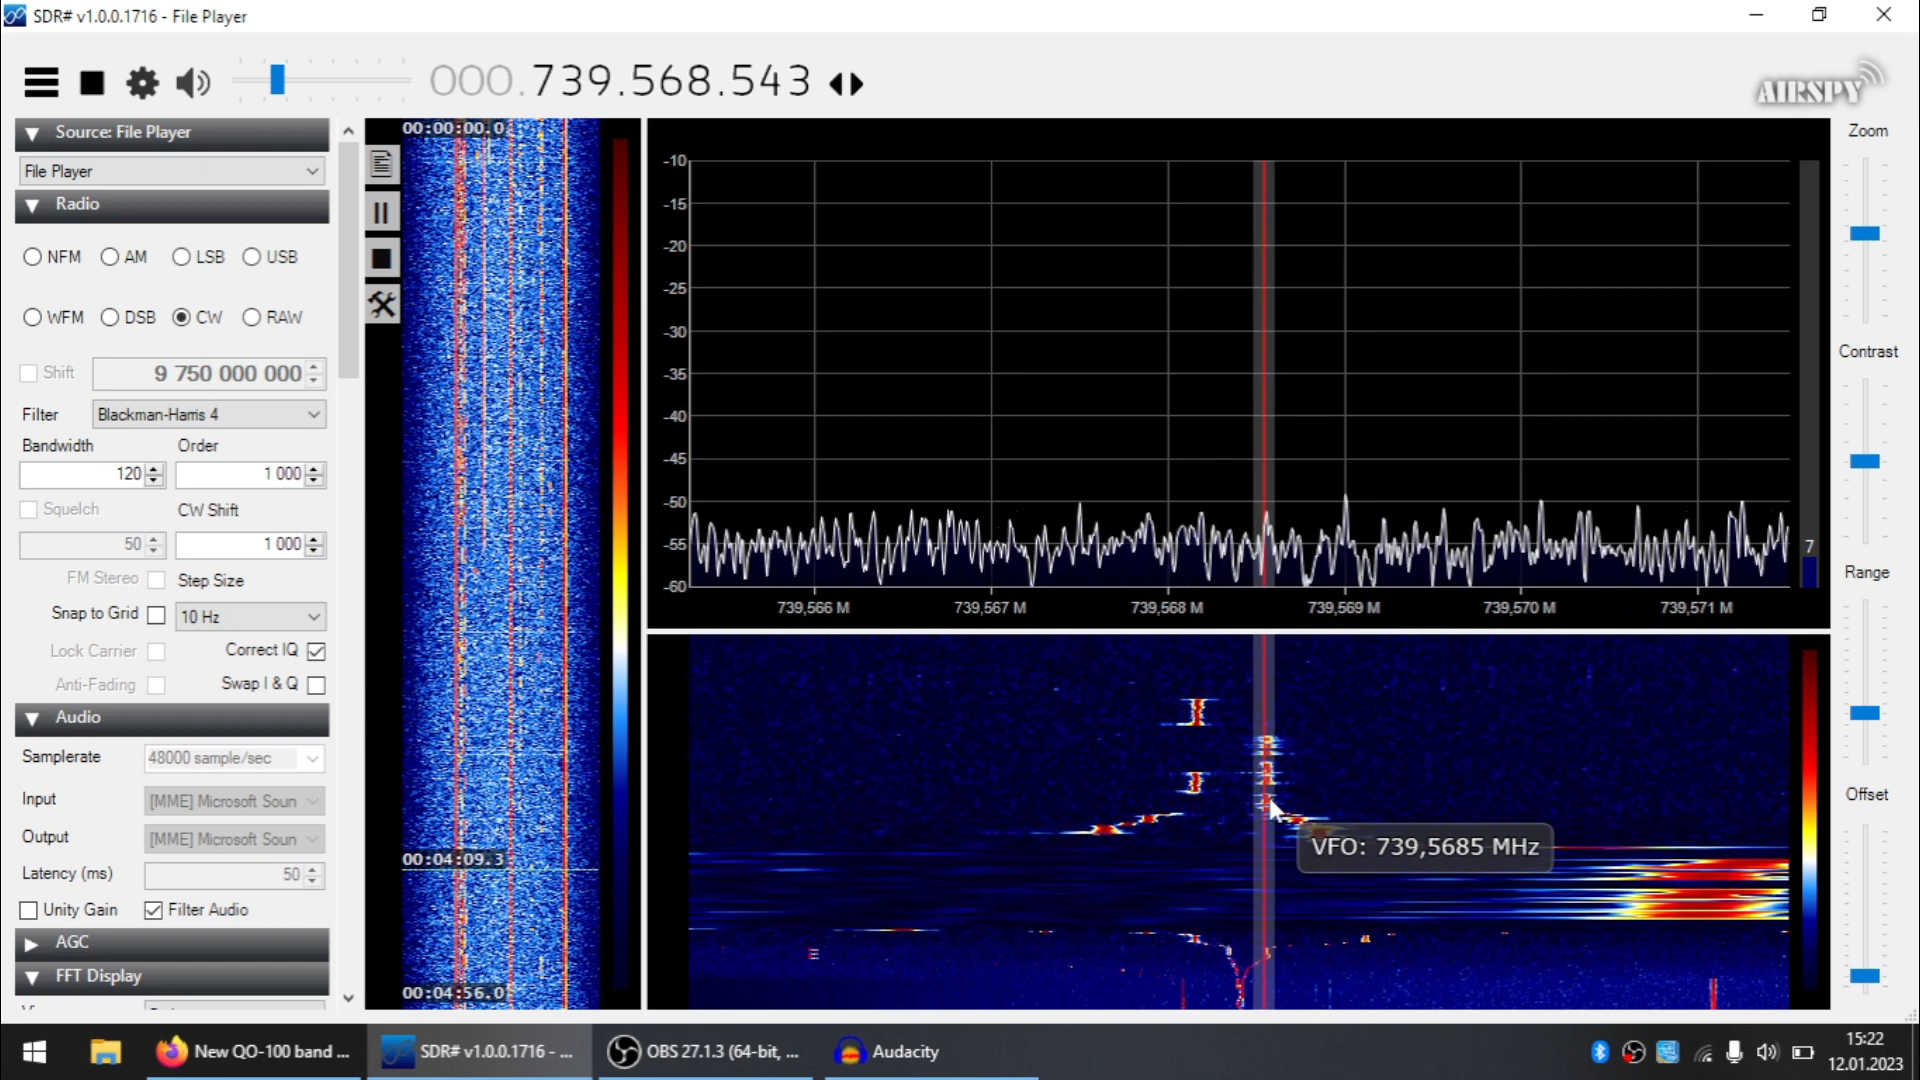 SDR# v1.0.0.1716 - File Player
000.739.568.543
AIRSPY
Source: File Player
File Player
Radio
NFM AM LSB USB
WFM DSB CW RAW
Shift 9 750 000 000
Filter Blackman-Harris 4
Bandwidth Order
120 1 000
Squelch CW Shift
50 1 000
FM Stereo Step Size
Snap to Grid 10 Hz
Lock Carrier Correct IQ
Anti-Fading Swap I & Q
Audio
Samplerate 48000 sample/sec
Input [MME] Microsoft Soun
Output [MME] Microsoft Soun
Latency (ms) 50
Unity Gain Filter Audio
AGC
FFT Display
00:00:00.0
00:04:09.3
00:04:56.0
-10
-15
-20
-25
-30
-35
-40
-45
-50
-55
-60
7
739,566 M 739,567 M 739,568 M 739,569 M 739,570 M 739,571 M
VFO: 739,5685 MHz
Zoom
Contrast
Range
Offset
New QO-100 band ...
SDR# v1.0.0.1716 - ...
OBS 27.1.3 (64-bit, ...
Audacity
15:22
12.01.2023